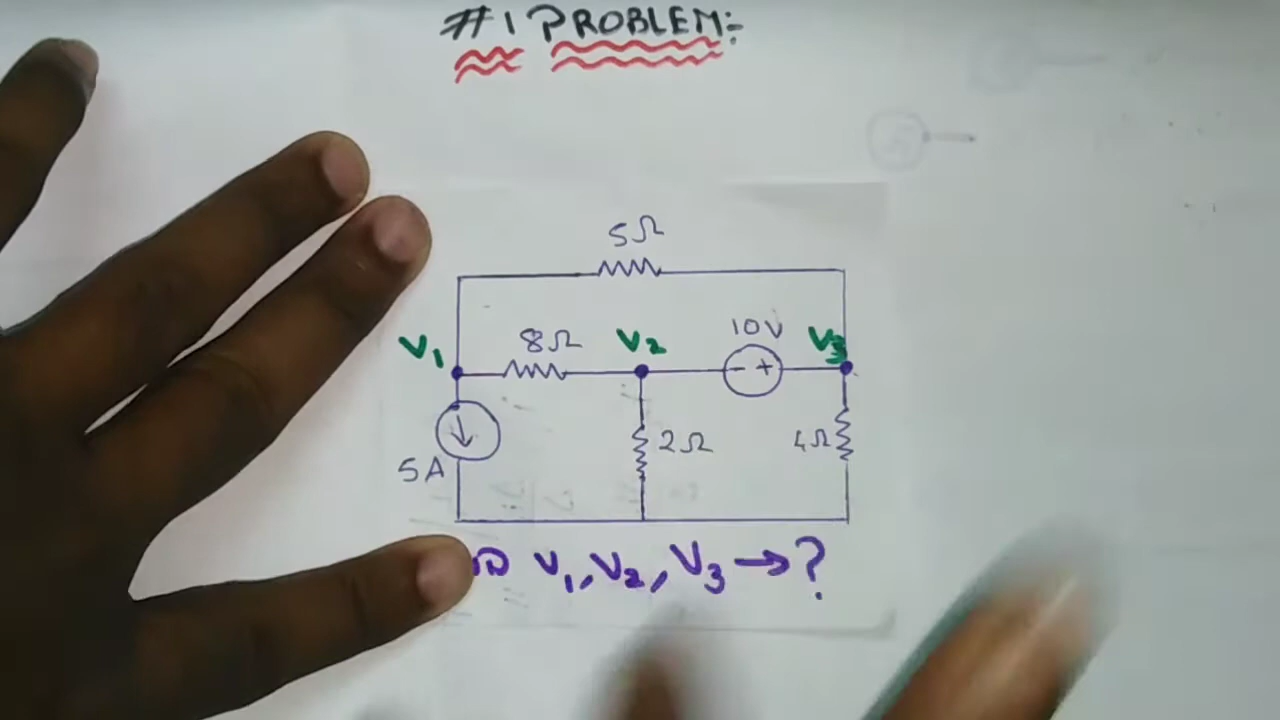 #1 PROBLEM:-
5Ω
8Ω
V1
V2
10V
V3
- +
5A
2Ω
4Ω
V1, V2, V3 → ?